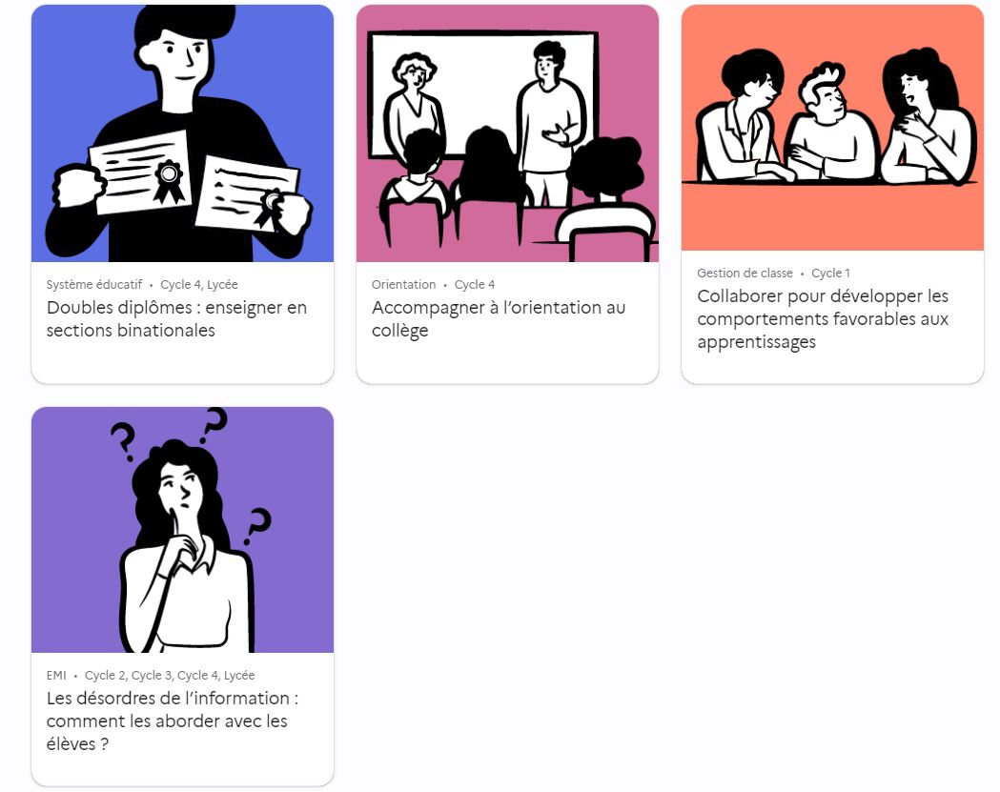 Système éducatif • Cycle 4, Lycée
Doubles diplômes : enseigner en
sections binationales
Orientation • Cycle 4
Accompagner à l’orientation au
collège
Gestion de classe • Cycle 1
Collaborer pour développer les
comportements favorables aux
apprentissages
? ? ?
EMI • Cycle 2, Cycle 3, Cycle 4, Lycée
Les désordres de l’information :
comment les aborder avec les
élèves ?